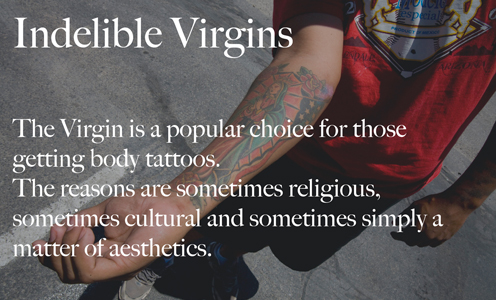 Indelible Virgins
The Virgin is a popular choice for those
getting body tattoos.
The reasons are sometimes religious,
sometimes cultural and sometimes simply a
matter of aesthetics.